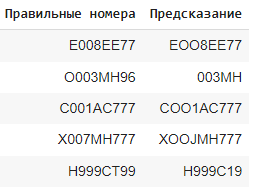 Правильные номера Предсказание
E008EE77 EOO8EE77
O003MH96 003MH
C001AC777 COO1AC777
X007MH777 XOOJMH777
H999CT99 H999C19